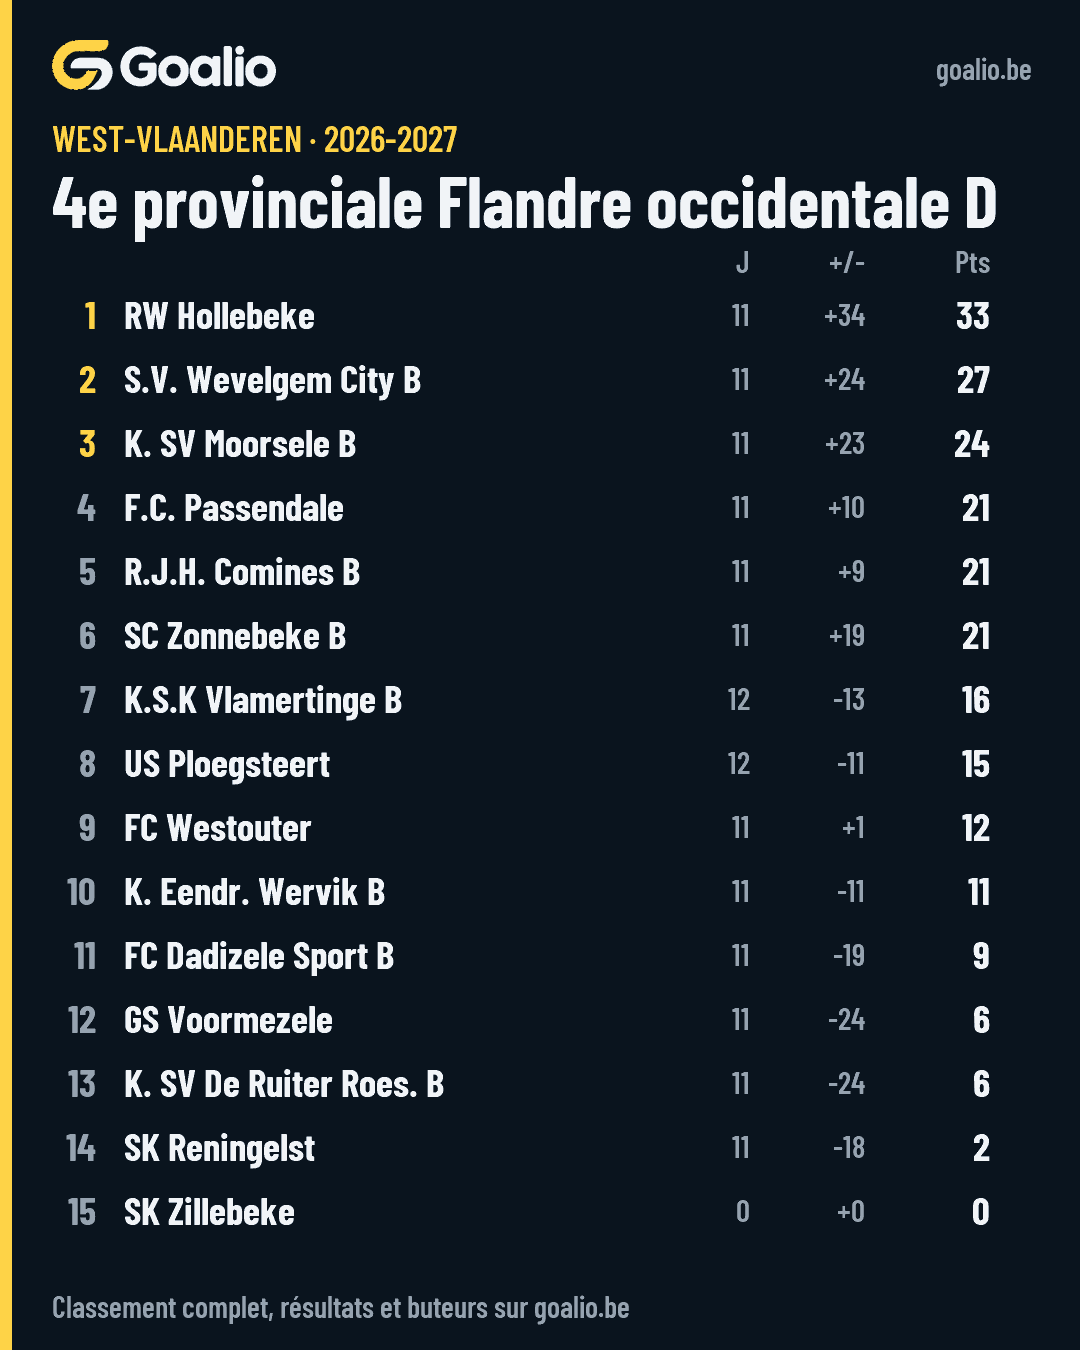 Goalio goalio.be
WEST-VLAANDEREN · 2026-2027
4e provinciale Flandre occidentale D
J +/- Pts
1 RW Hollebeke 11 +34 33
2 S.V. Wevelgem City B 11 +24 27
3 K. SV Moorsele B 11 +23 24
4 F.C. Passendale 11 +10 21
5 R.J.H. Comines B 11 +9 21
6 SC Zonnebeke B 11 +19 21
7 K.S.K Vlamertinge B 12 -13 16
8 US Ploegsteert 12 -11 15
9 FC Westouter 11 +1 12
10 K. Eendr. Wervik B 11 -11 11
11 FC Dadizele Sport B 11 -19 9
12 GS Voormezele 11 -24 6
13 K. SV De Ruiter Roes. B 11 -24 6
14 SK Reningelst 11 -18 2
15 SK Zillebeke 0 +0 0
Classement complet, résultats et buteurs sur goalio.be